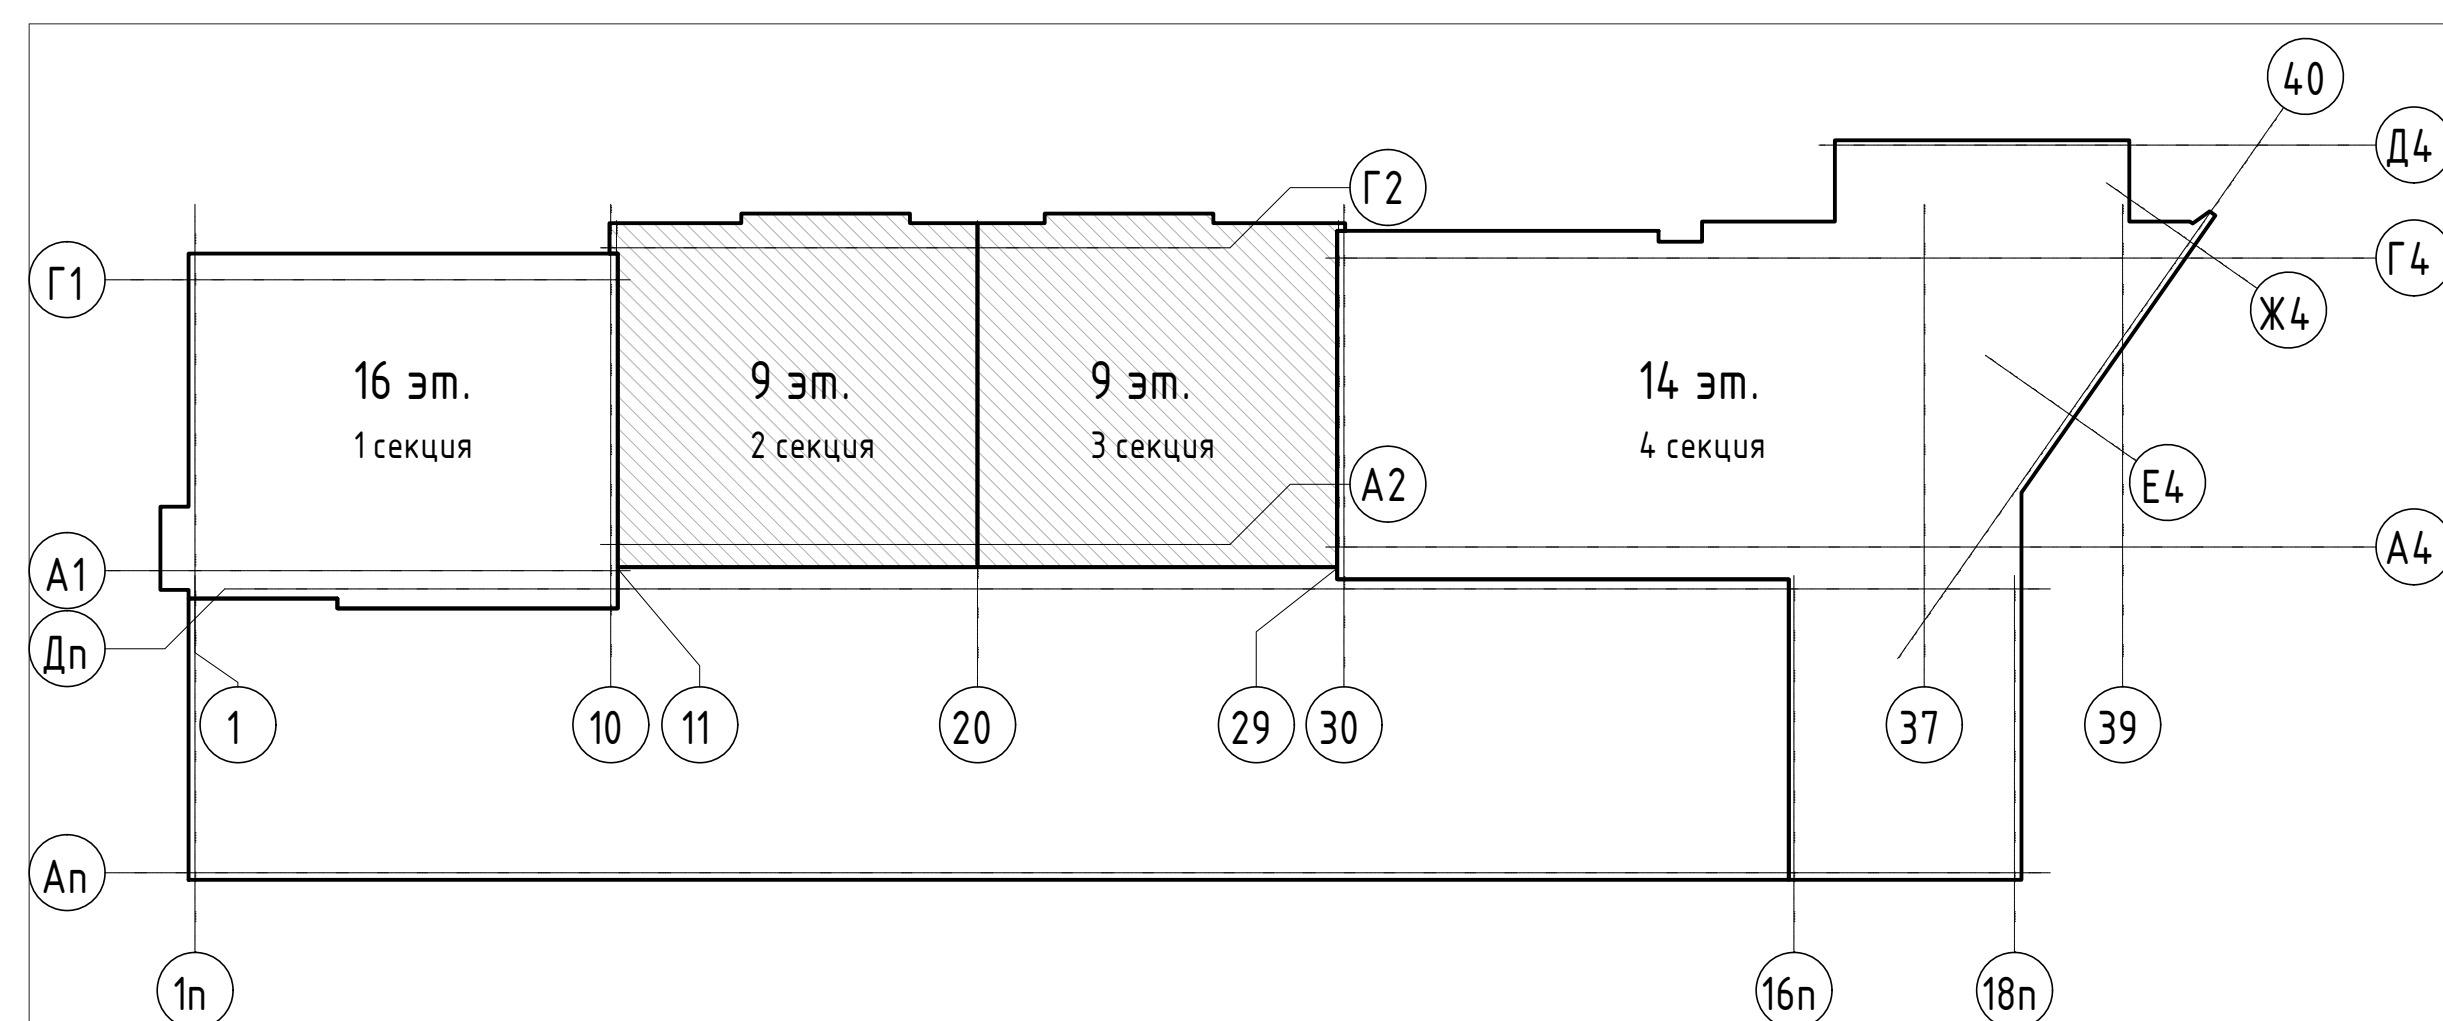 40
Д4
Г2
Г4
Г1
Ж4
16 эт.
9 эт.
9 эт.
14 эт.
1 секция
2 секция
3 секция
4 секция
А2
Е4
А1
А4
Дп
1
10
11
20
29
30
37
39
Ап
1п
16п
18п